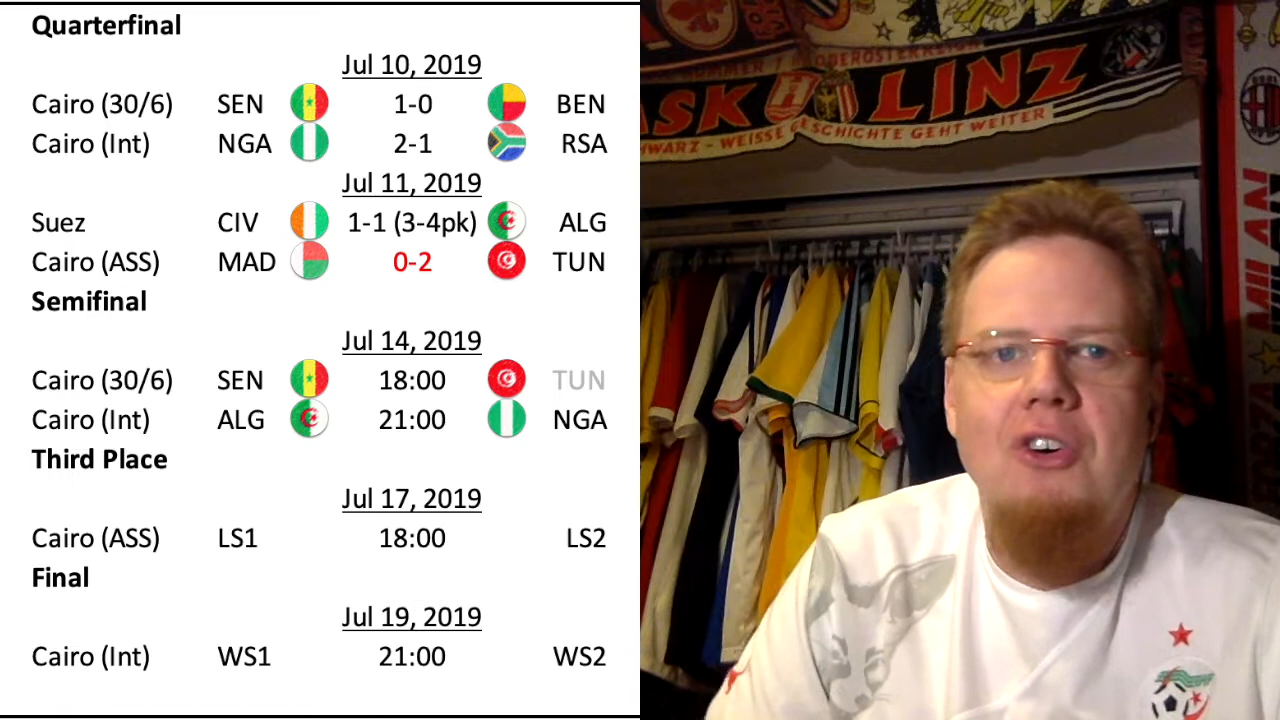 Quarterfinal
Jul 10, 2019
Cairo (30/6) SEN 1-0 BEN
Cairo (Int) NGA 2-1 RSA
Jul 11, 2019
Suez CIV 1-1 (3-4pk) ALG
Cairo (ASS) MAD 0-2 TUN
Semifinal
Jul 14, 2019
Cairo (30/6) SEN 18:00 TUN
Cairo (Int) ALG 21:00 NGA
Third Place
Jul 17, 2019
Cairo (ASS) LS1 18:00 LS2
Final
Jul 19, 2019
Cairo (Int) WS1 21:00 WS2
OBERÖSTERREICH
ASK LINZ
WARZ - WEISSE GESCHICHTE GEHT WEITER
MILAN